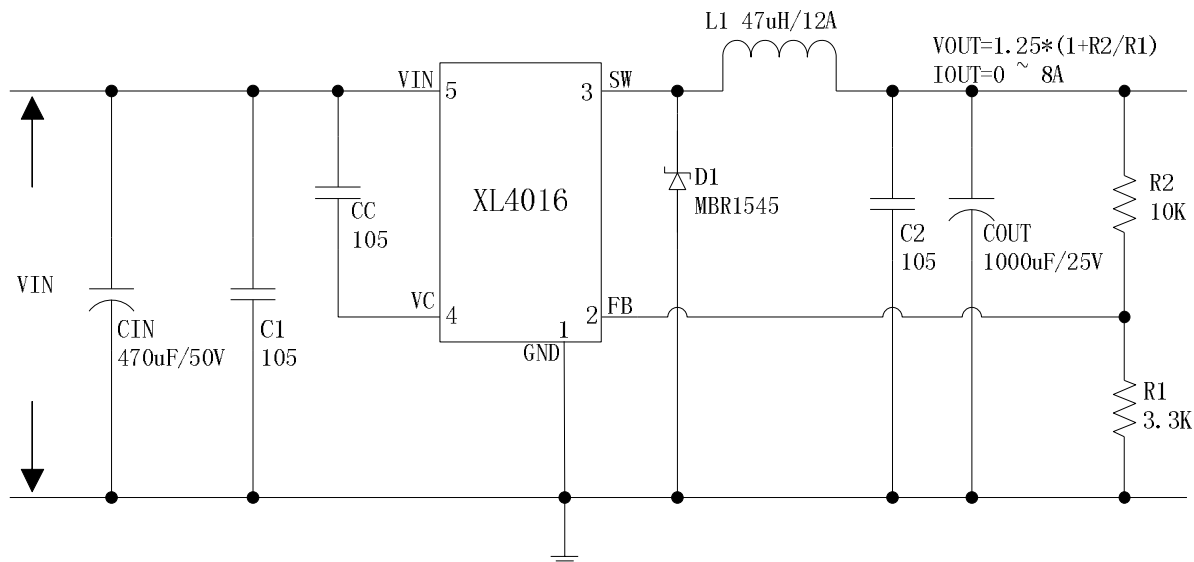 L1 47uH/12A
VOUT=1.25*(1+R2/R1)
IOUT=0 ~ 8A
VIN
5
3
SW
XL4016
CC
105
D1
MBR1545
R2
10K
C2
105
COUT
1000uF/25V
VIN
VC
4
2
FB
1
GND
CIN
470uF/50V
C1
105
R1
3.3K